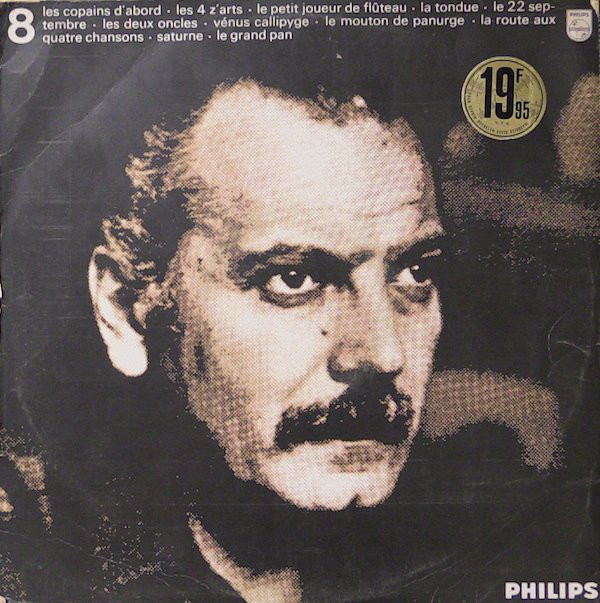 8 les copains d'abord · les 4 z'arts · le petit joueur de flûteau · la tondue · le 22 sep-
tembre · les deux oncles · vénus callipyge · le mouton de panurge · la route aux
quatre chansons · saturne · le grand pan
PHILIPS
19F
95
PHILIPS